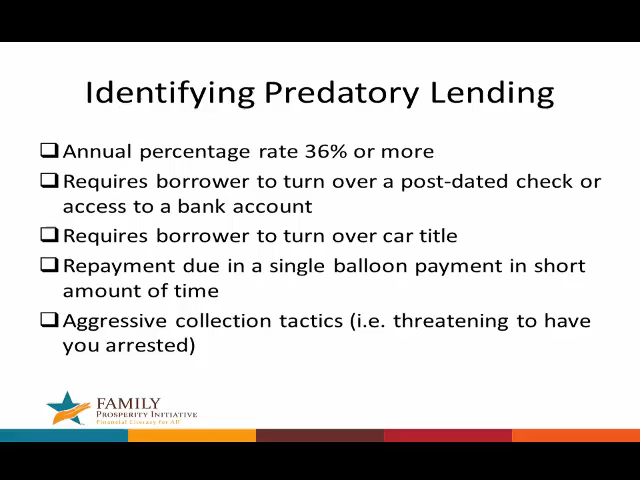 Identifying Predatory Lending
❑Annual percentage rate 36% or more
❑Requires borrower to turn over a post-dated check or
access to a bank account
❑Requires borrower to turn over car title
❑Repayment due in a single balloon payment in short
amount of time
❑Aggressive collection tactics (i.e. threatening to have
you arrested)
FAMILY
PROSPERITY INITIATIVE
Financial Literacy for All